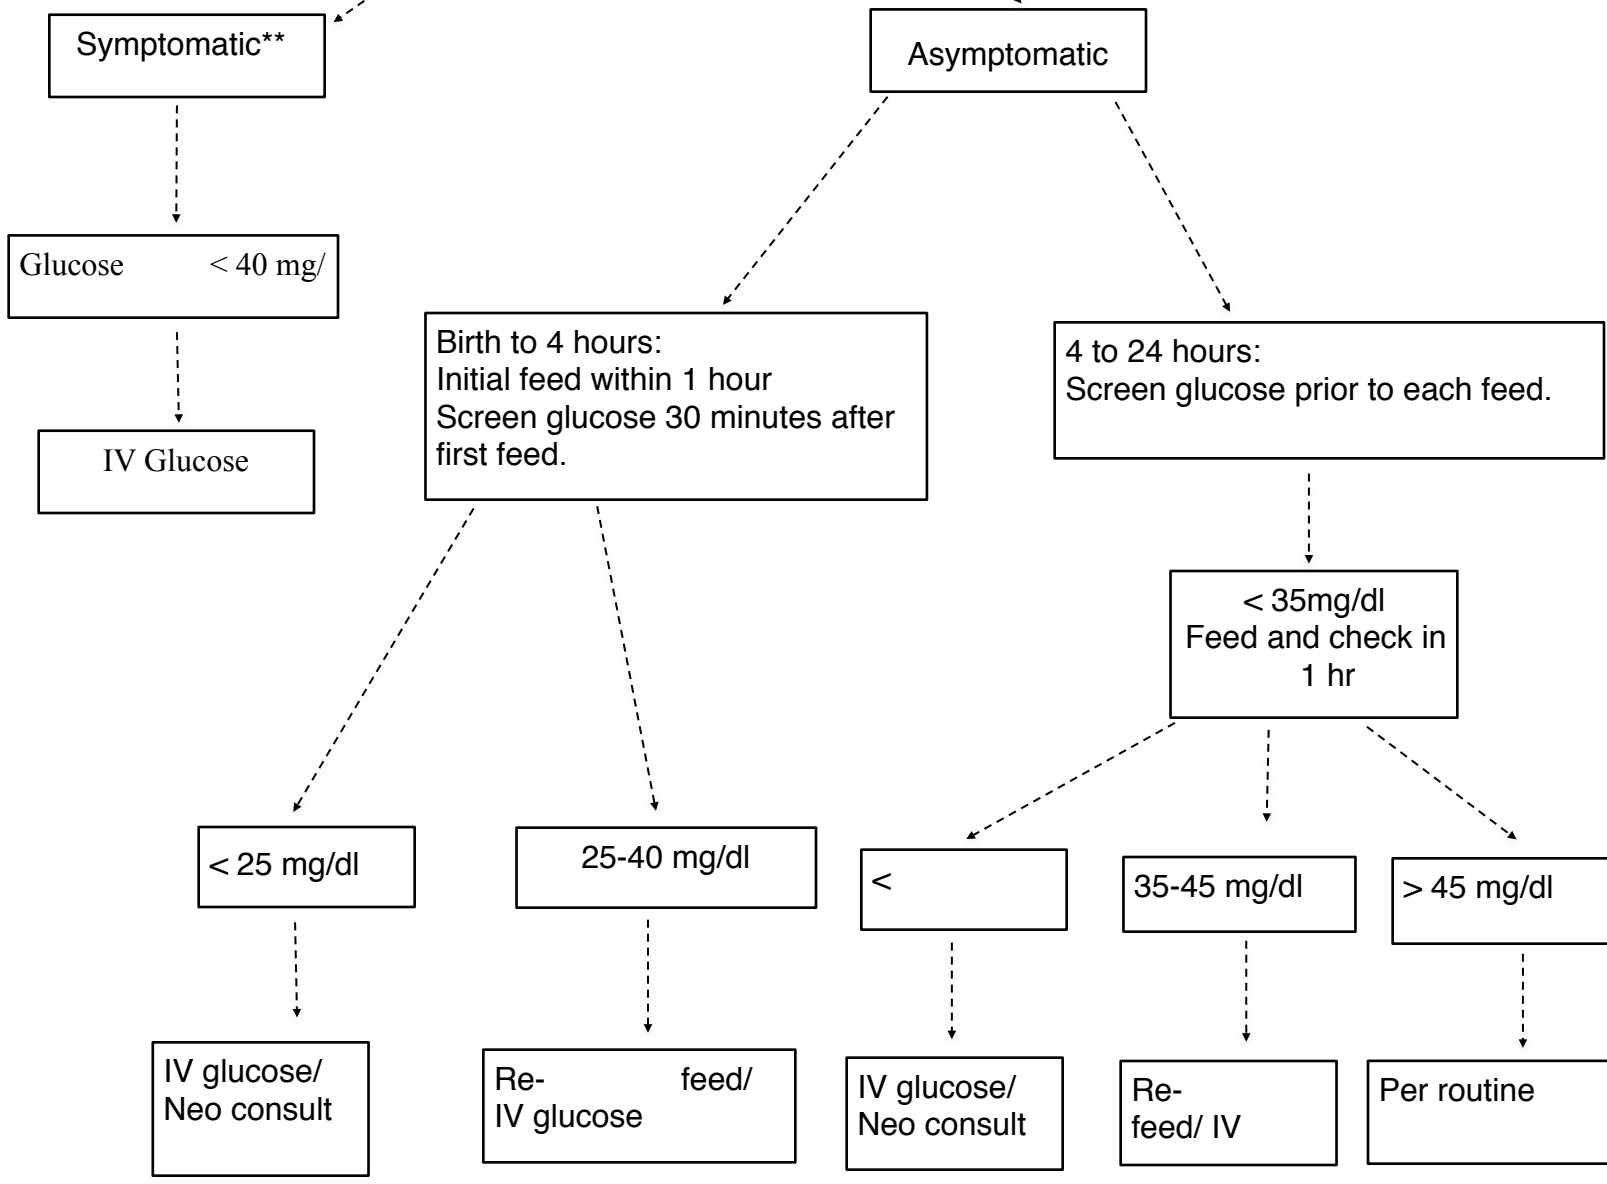 Symptomatic**
Asymptomatic
Glucose < 40 mg/
IV Glucose
Birth to 4 hours:
Initial feed within 1 hour
Screen glucose 30 minutes after
first feed.
4 to 24 hours:
Screen glucose prior to each feed.
< 35mg/dl
Feed and check in
1 hr
< 25 mg/dl
25-40 mg/dl
<
35-45 mg/dl
> 45 mg/dl
IV glucose/
Neo consult
Re- feed/
IV glucose
IV glucose/
Neo consult
Re-
feed/ IV
Per routine